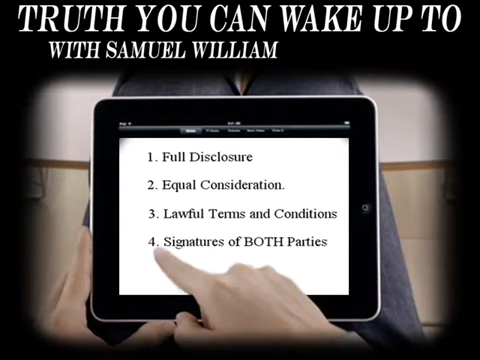 TRUTH YOU CAN WAKE UP TO
WITH SAMUEL WILLIAM
1. Full Disclosure
2. Equal Consideration.
3. Lawful Terms and Conditions
4. Signatures of BOTH Parties